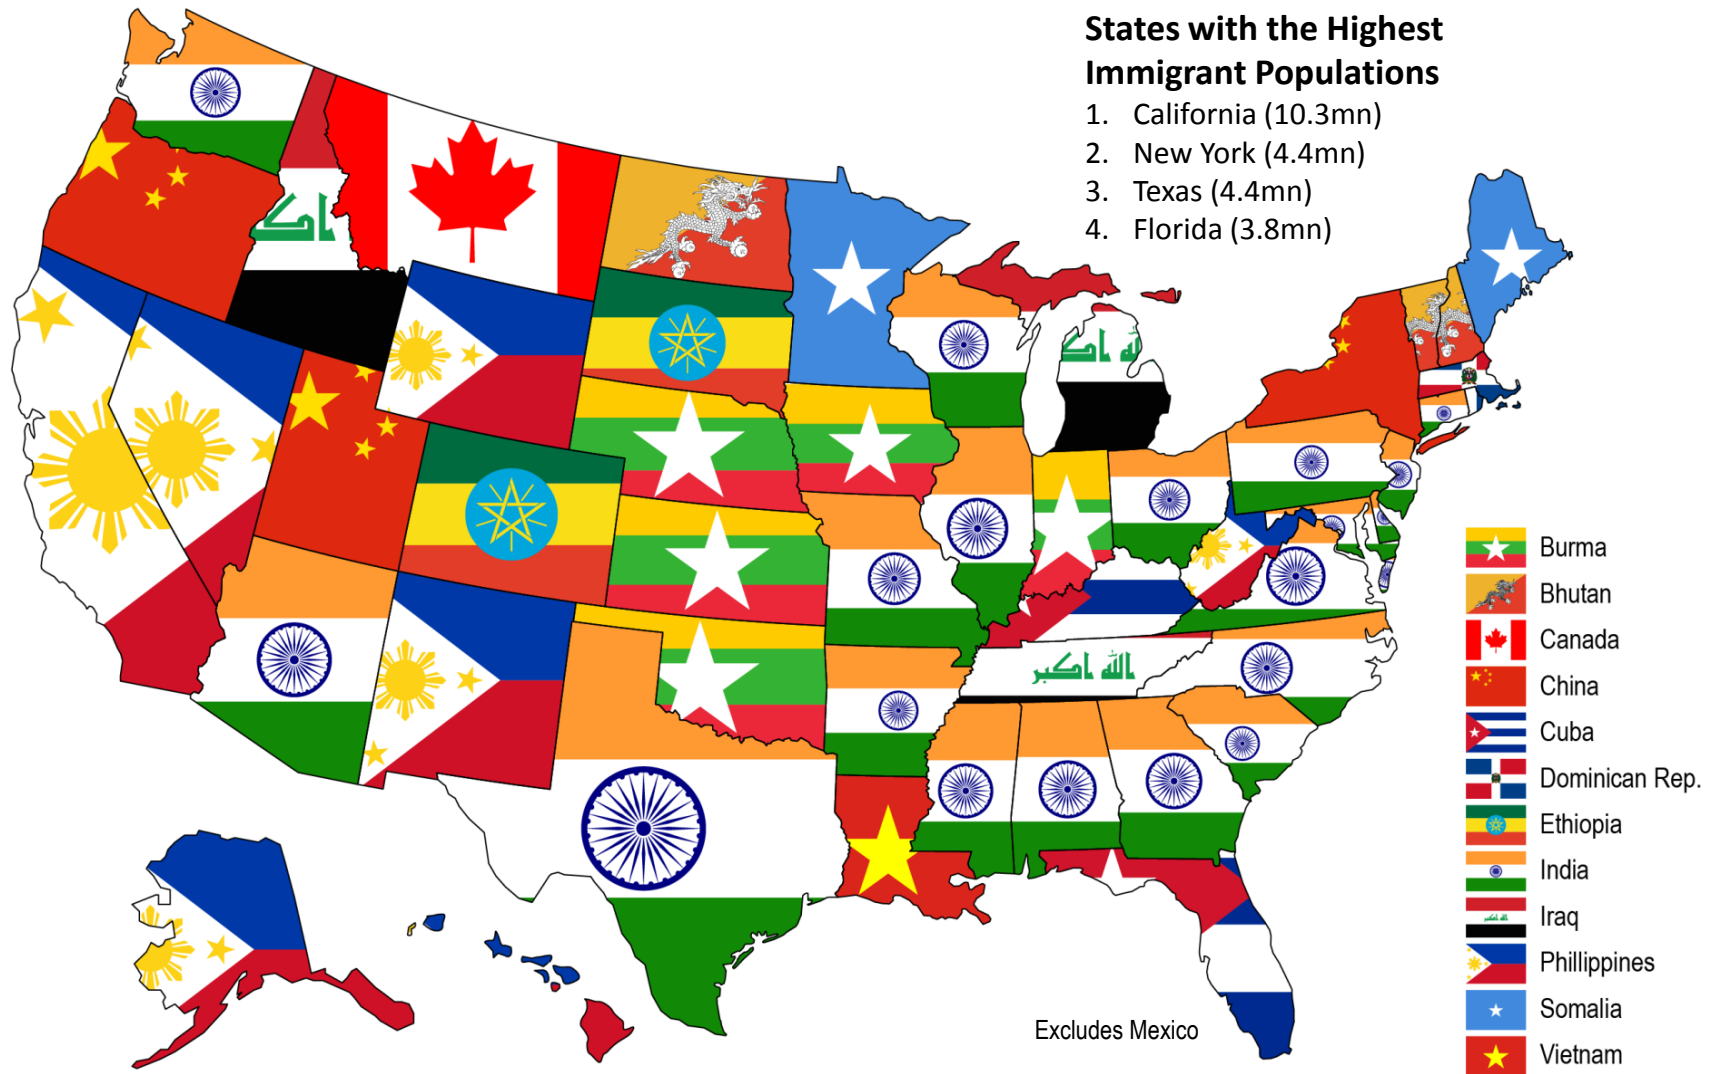 States with the Highest
Immigrant Populations
1. California (10.3mn)
2. New York (4.4mn)
3. Texas (4.4mn)
4. Florida (3.8mn)
الله اكبر
Burma
Bhutan
Canada
China
Cuba
Dominican Rep.
Ethiopia
India
Iraq
Phillippines
Somalia
Vietnam
Excludes Mexico